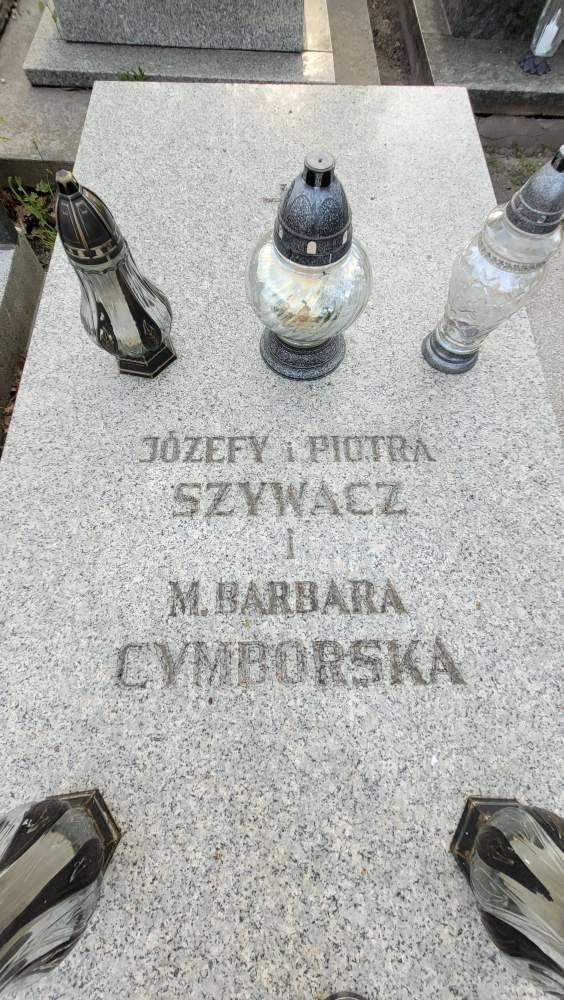 JÓZEFY i PIOTRA
SZYWACZ
I
M. BARBARA
CYMBORSKA